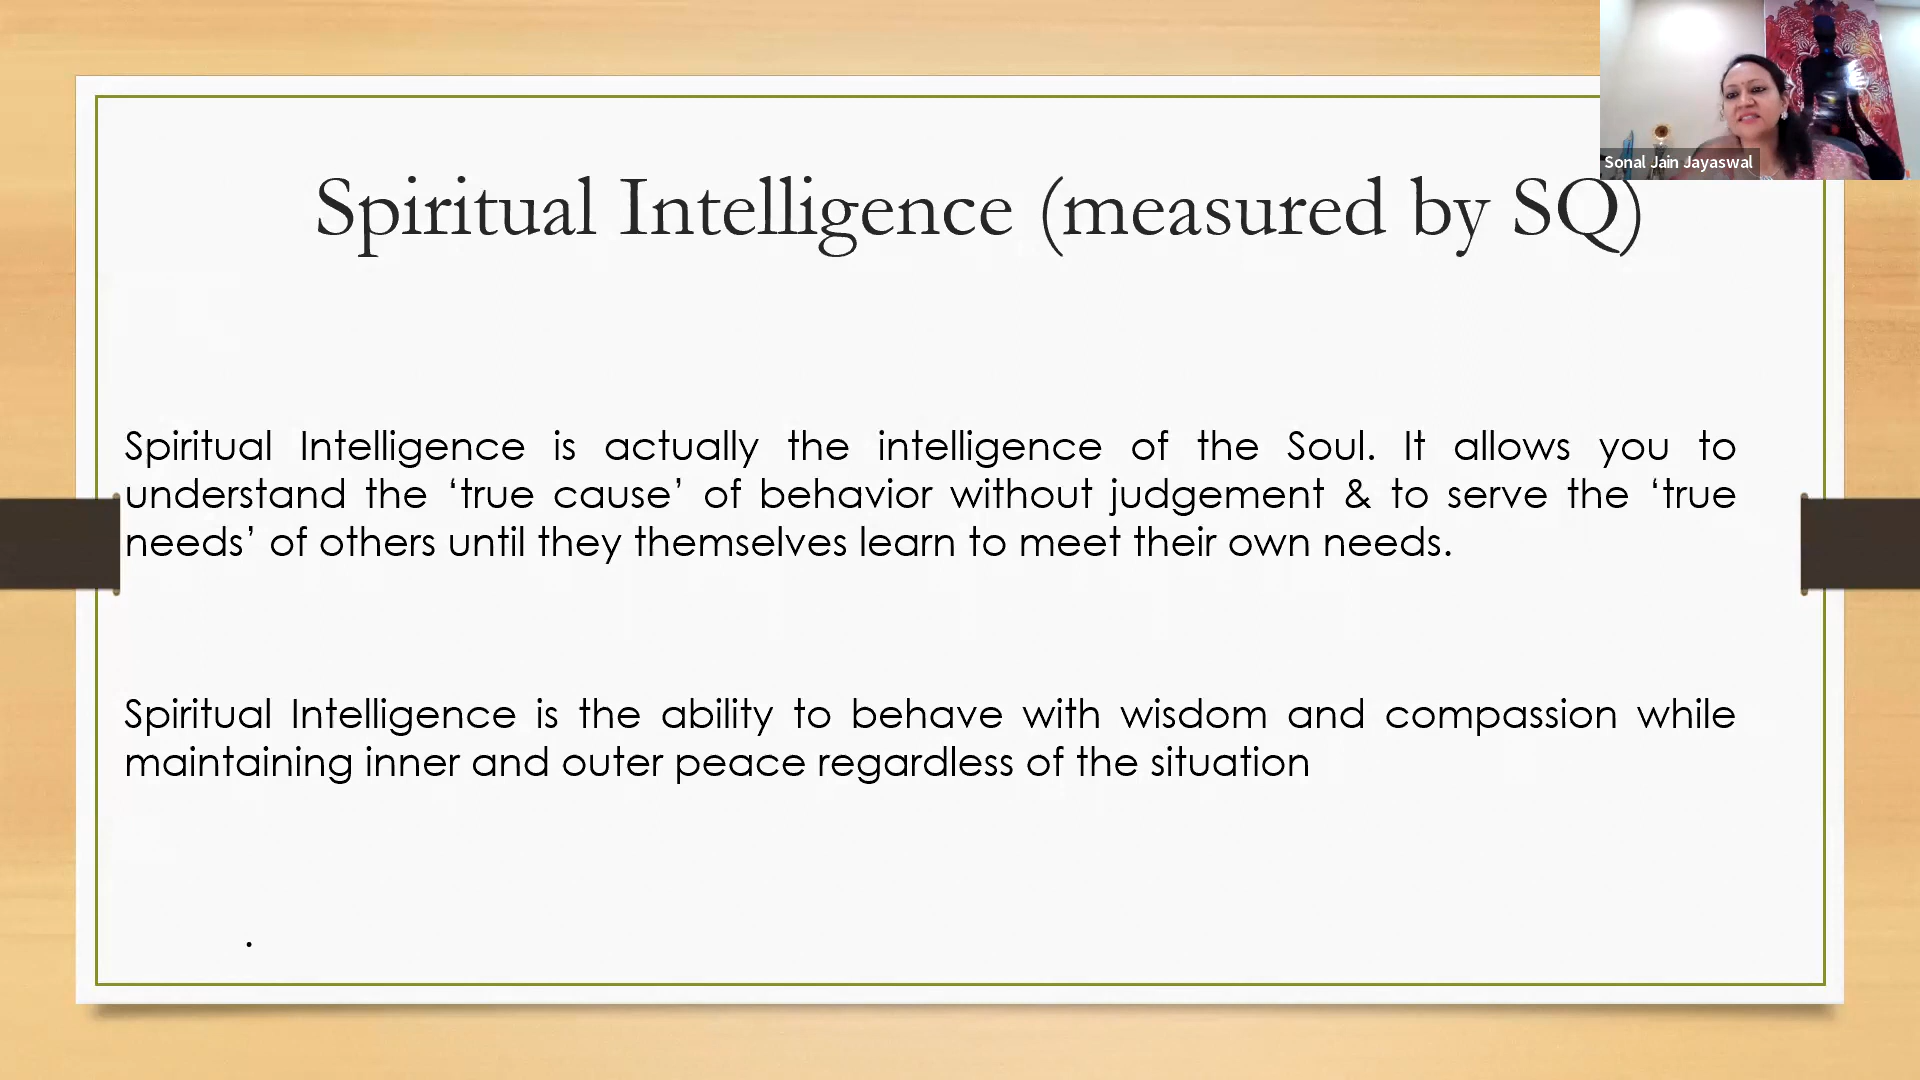 Sonal Jain Jayaswal
Spiritual Intelligence (measured by SQ)
Spiritual Intelligence is actually the intelligence of the Soul. It allows you to
understand the ‘true cause’ of behavior without judgement & to serve the ‘true
needs’ of others until they themselves learn to meet their own needs.
Spiritual Intelligence is the ability to behave with wisdom and compassion while
maintaining inner and outer peace regardless of the situation
.